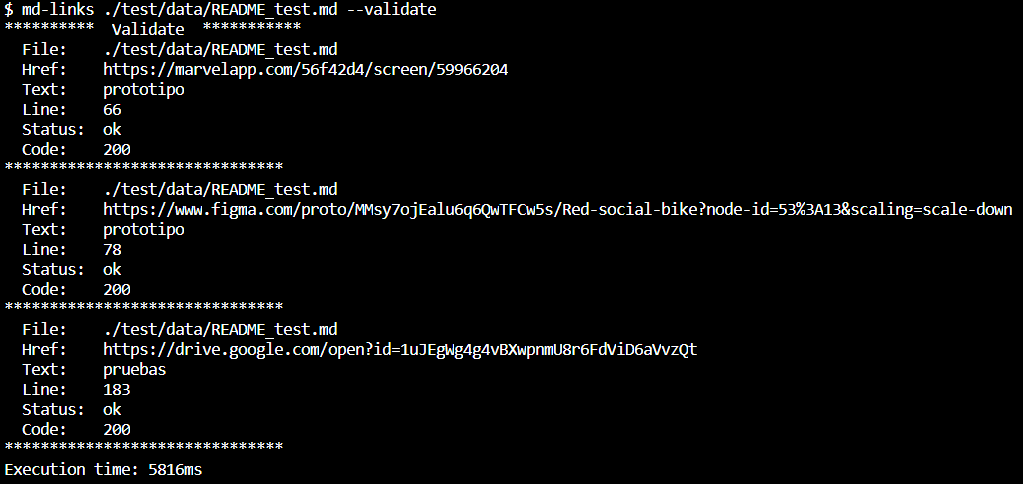 $ md-links ./test/data/README_test.md --validate
********** Validate ***********
File: ./test/data/README_test.md
Href: https://marvelapp.com/56f42d4/screen/59966204
Text: prototipo
Line: 66
Status: ok
Code: 200
*******************************
File: ./test/data/README_test.md
Href: https://www.figma.com/proto/MMsy7ojEalu6q6QwTFCw5s/Red-social-bike?node-id=53%3A13&scaling=scale-down
Text: prototipo
Line: 78
Status: ok
Code: 200
*******************************
File: ./test/data/README_test.md
Href: https://drive.google.com/open?id=1uJEgWg4g4vBXwpnmU8r6FdViD6aVvzQt
Text: pruebas
Line: 183
Status: ok
Code: 200
*******************************
Execution time: 5816ms